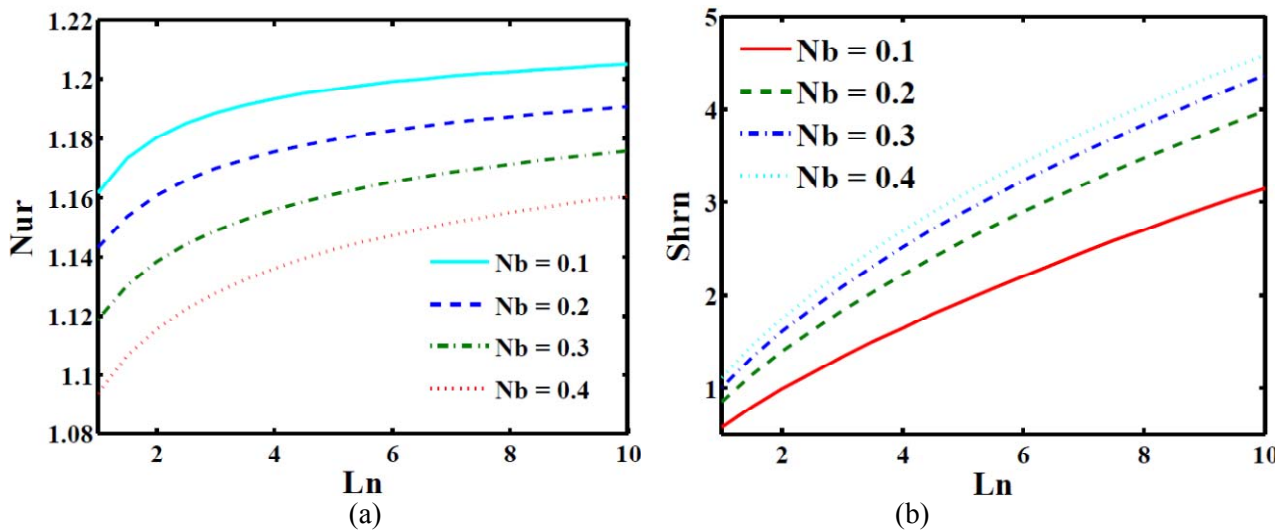 1.22
1.2
1.18
1.16
1.14
1.12
1.1
1.08
Nur
Nb = 0.1
Nb = 0.2
Nb = 0.3
Nb = 0.4
2 4 6 8 10
Ln
(a)
5
4
3
2
1
Shrn
Nb = 0.1
Nb = 0.2
Nb = 0.3
Nb = 0.4
2 4 6 8 10
Ln
(b)